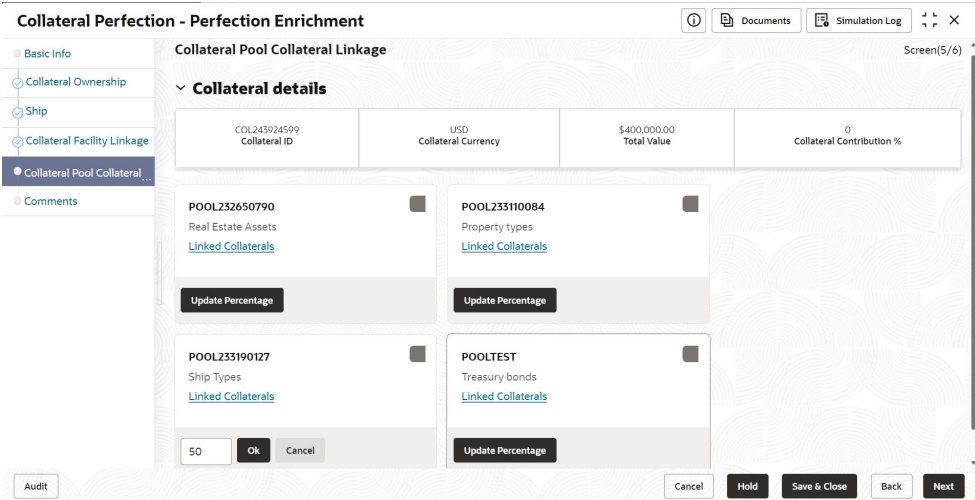 Collateral Perfection - Perfection Enrichment
Documents
Simulation Log
Basic Info
Collateral Ownership
Ship
Collateral Facility Linkage
Collateral Pool Collateral ...
Comments
Collateral Pool Collateral Linkage
Screen(5/6)
Collateral details
COL243924599
Collateral ID
USD
Collateral Currency
$400,000.00
Total Value
0
Collateral Contribution %
POOL232650790
Real Estate Assets
Linked Collaterals
Update Percentage
POOL233110084
Property types
Linked Collaterals
Update Percentage
POOL233190127
Ship Types
Linked Collaterals
50
Ok
Cancel
POOLTEST
Treasury bonds
Linked Collaterals
Update Percentage
Audit
Cancel
Hold
Save & Close
Back
Next